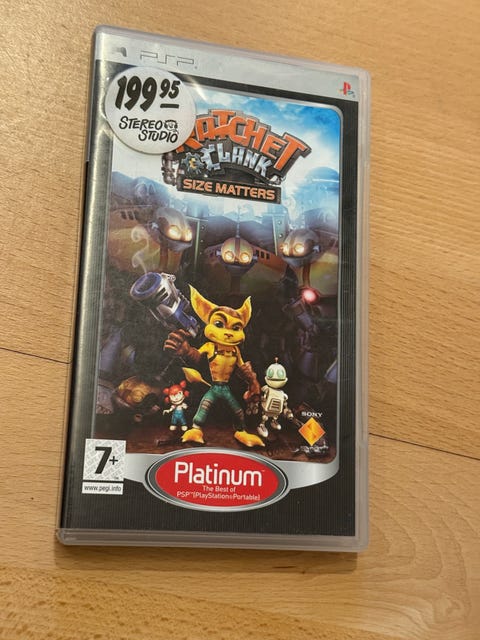 PSP
199.95
STEREO
STUDIO
RATCHET
CLANK
SIZE MATTERS
SONY
7+
www.pegi.info
Platinum™
The Best of
PSP™(PlayStation®Portable)